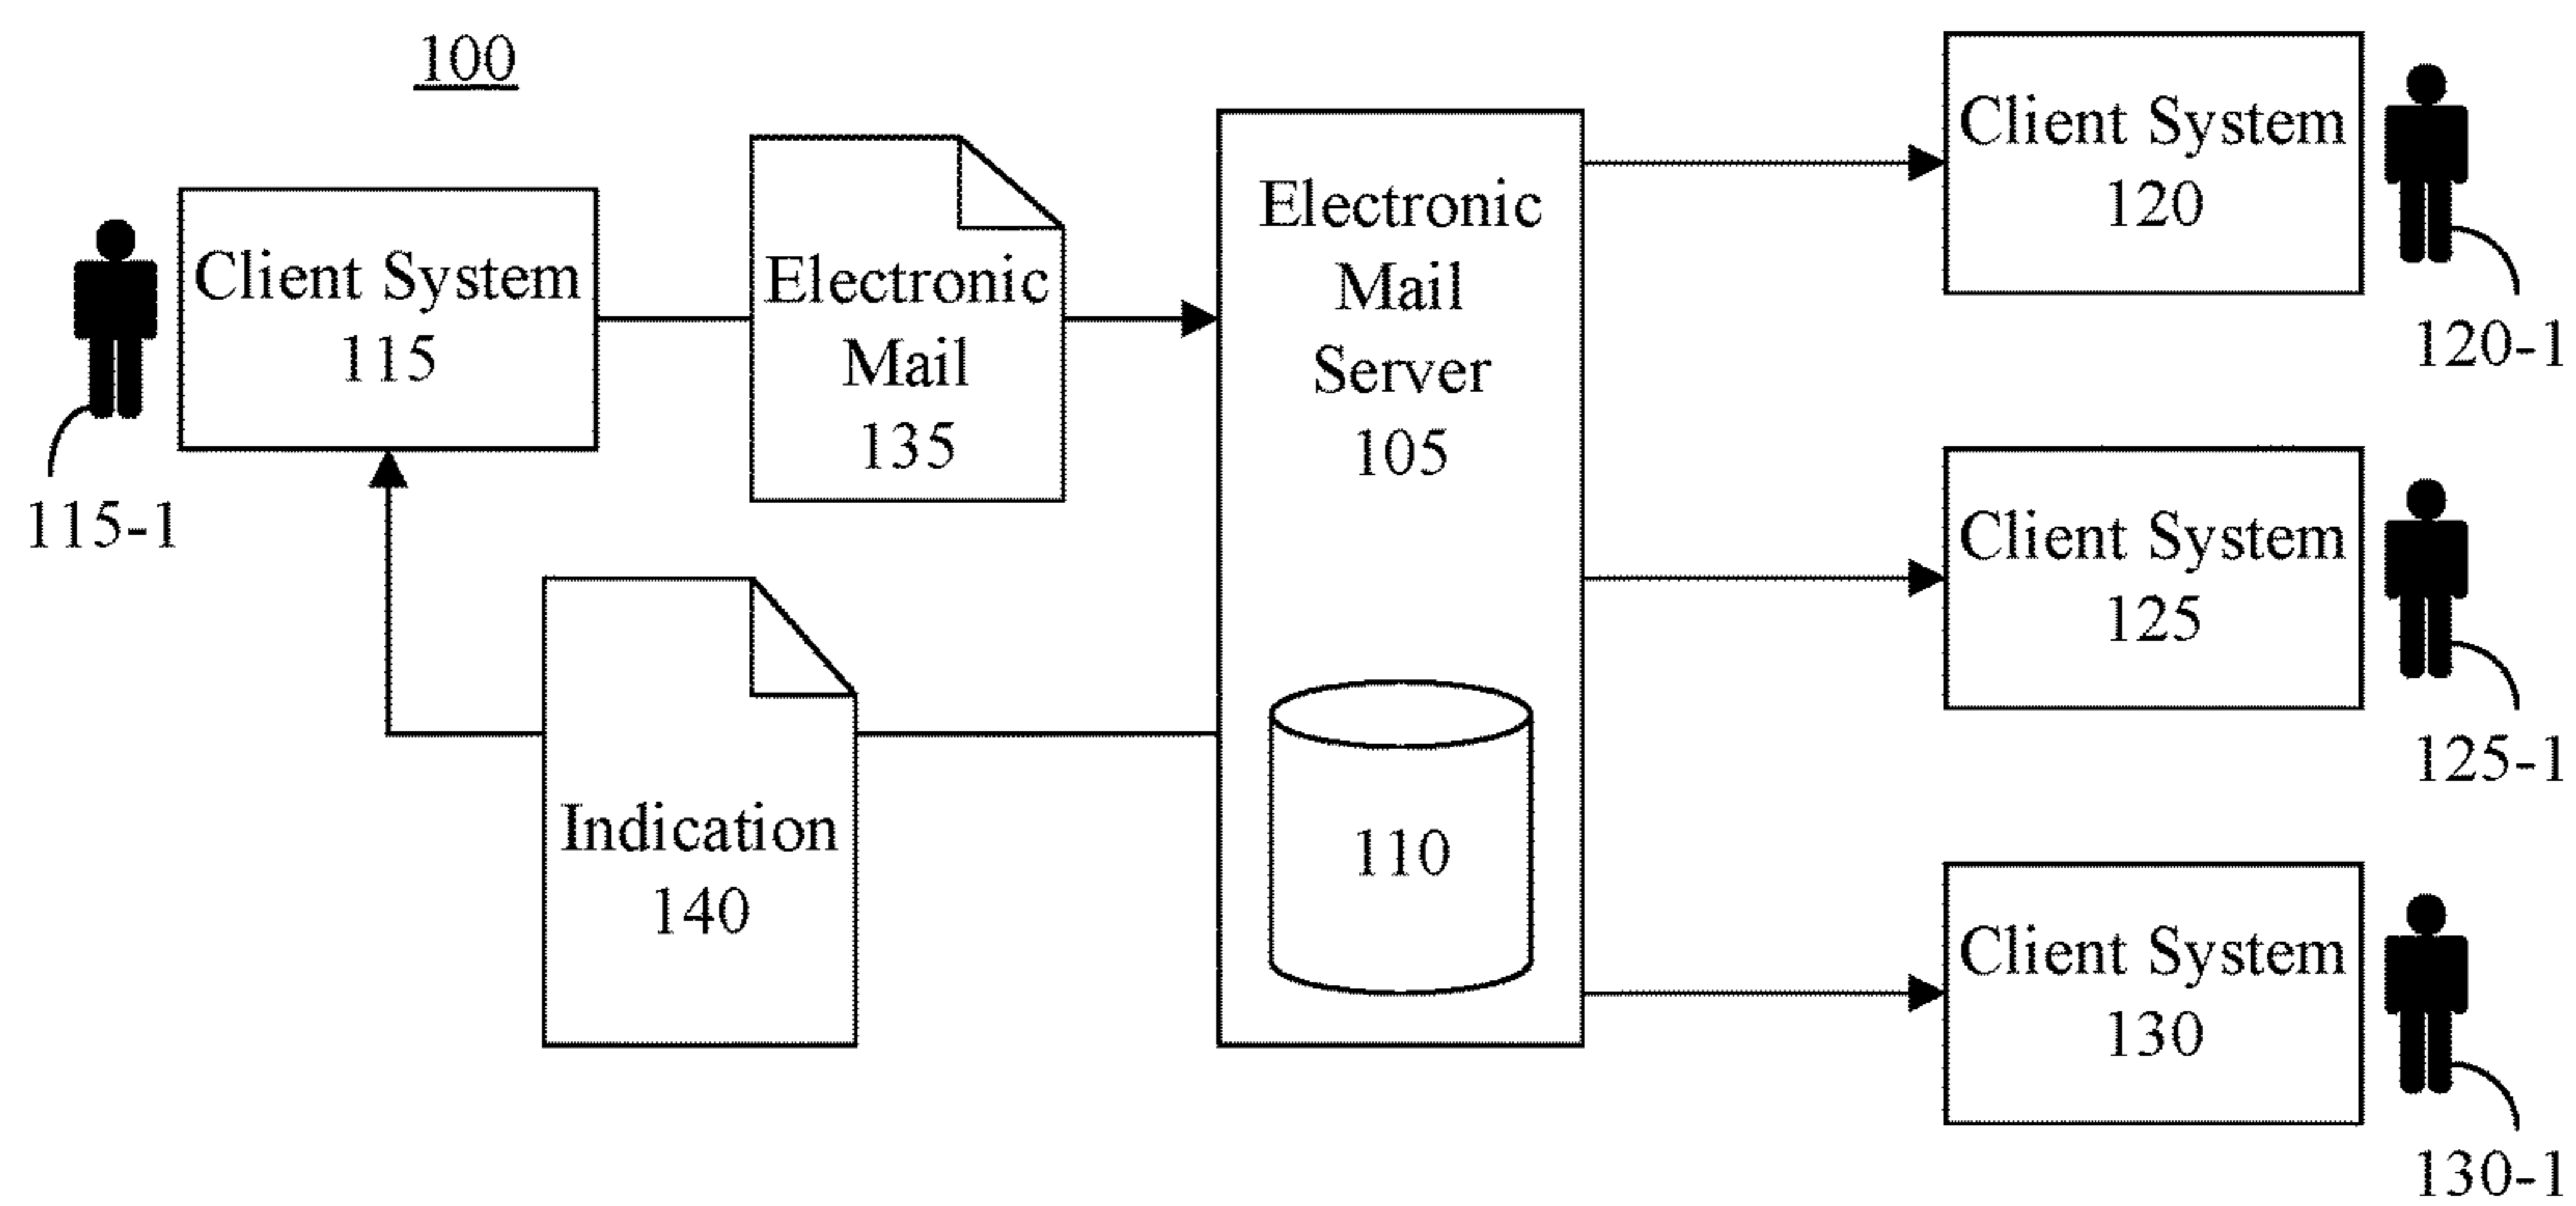 100
Client System
115
115-1
Electronic
Mail
135
Indication
140
Electronic
Mail
Server
105
110
Client System
120
120-1
Client System
125
125-1
Client System
130
130-1